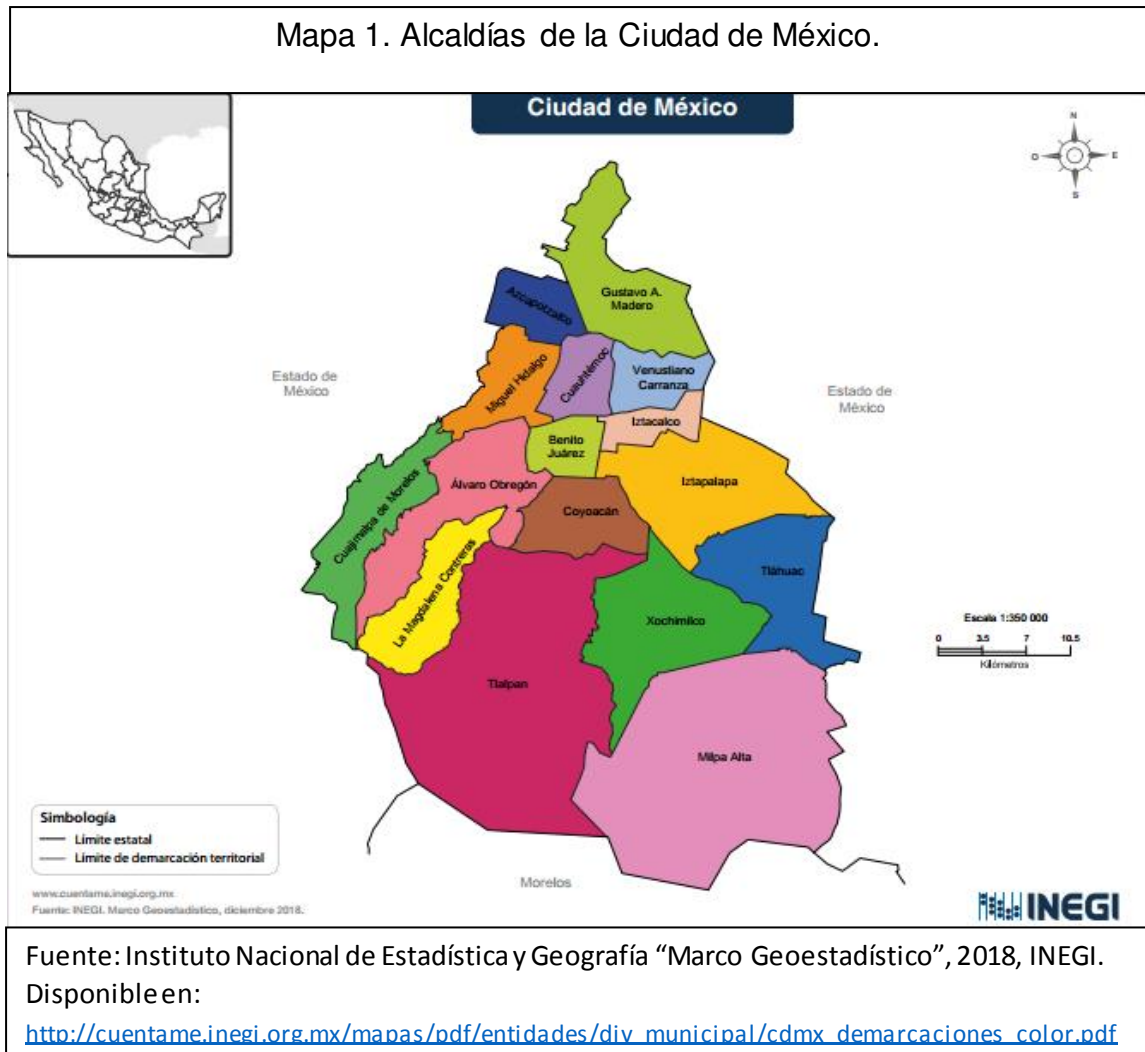 Mapa 1. Alcaldías de la Ciudad de México.
Ciudad de México
N
O
E
S
Gustavo A.
Madero
Azcapotzalco
Miguel Hidalgo
Cuauhtémoc
Venustiano
Carranza
Estado de
México
Estado de
México
Iztacalco
Benito
Juárez
Cuajimalpa de Morelos
Álvaro Obregón
Iztapalapa
Coyoacán
La Magdalena Contreras
Tláhuac
Xochimilco
Escala 1:350 000
0 3.5 7 10.5
Kilómetros
Tlalpan
Milpa Alta
Simbología
Límite estatal
Límite de demarcación territorial
Morelos
www.cuentame.inegi.org.mx
Fuente: INEGI. Marco Geoestadístico, diciembre 2018.
INEGI
Fuente: Instituto Nacional de Estadística y Geografía “Marco Geoestadístico”, 2018, INEGI.
Disponible en:
http://cuentame.inegi.org.mx/mapas/pdf/entidades/div_municipal/cdmx_demarcaciones_color.pdf